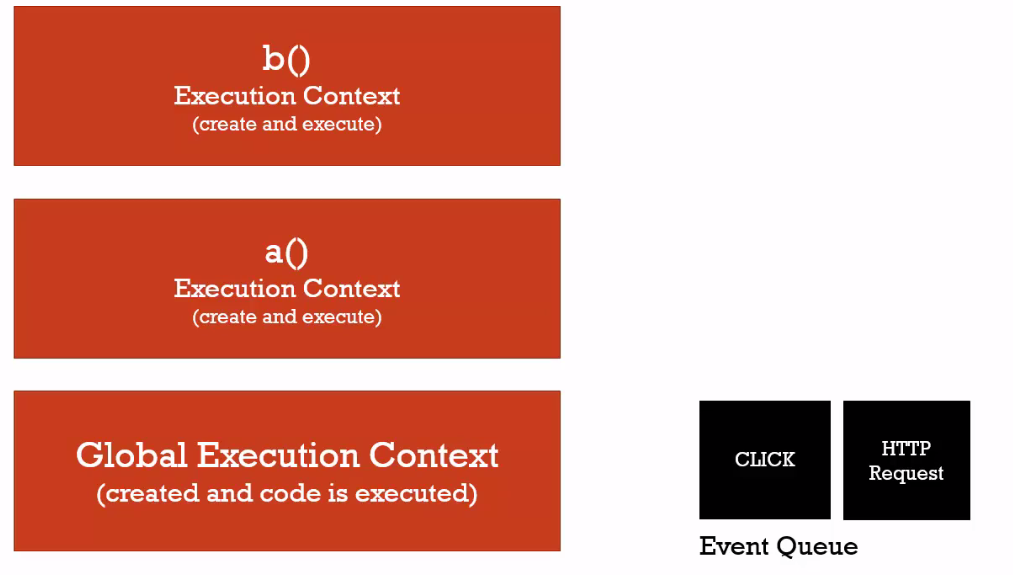 b()
Execution Context
(create and execute)
a()
Execution Context
(create and execute)
Global Execution Context
(created and code is executed)
CLICK
HTTP
Request
Event Queue